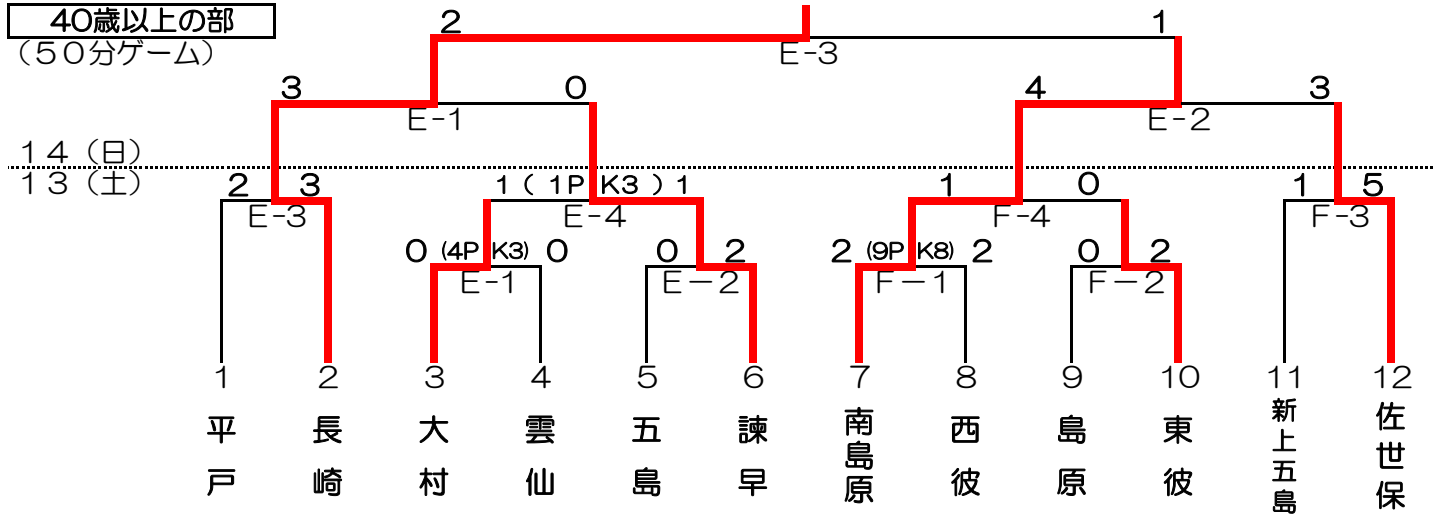 40歳以上の部
（５０分ゲーム）
2 1
E-3
3 0 4 3
E-1 E-2
１４（日）
１３（土）
2 3 1 ( 1P K3 ) 1 1 0 1 5
E-3 E-4 F-4 F-3
0 (4P K3) 0 0 2 2 (9P K8) 2 0 2
E-1 E－2 F－1 F－2
1 2 3 4 5 6 7 8 9 10 11 12
平戸 長崎 大村 雲仙 五島 諫早 南島原 西彼 島原 東彼 新上五島 佐世保